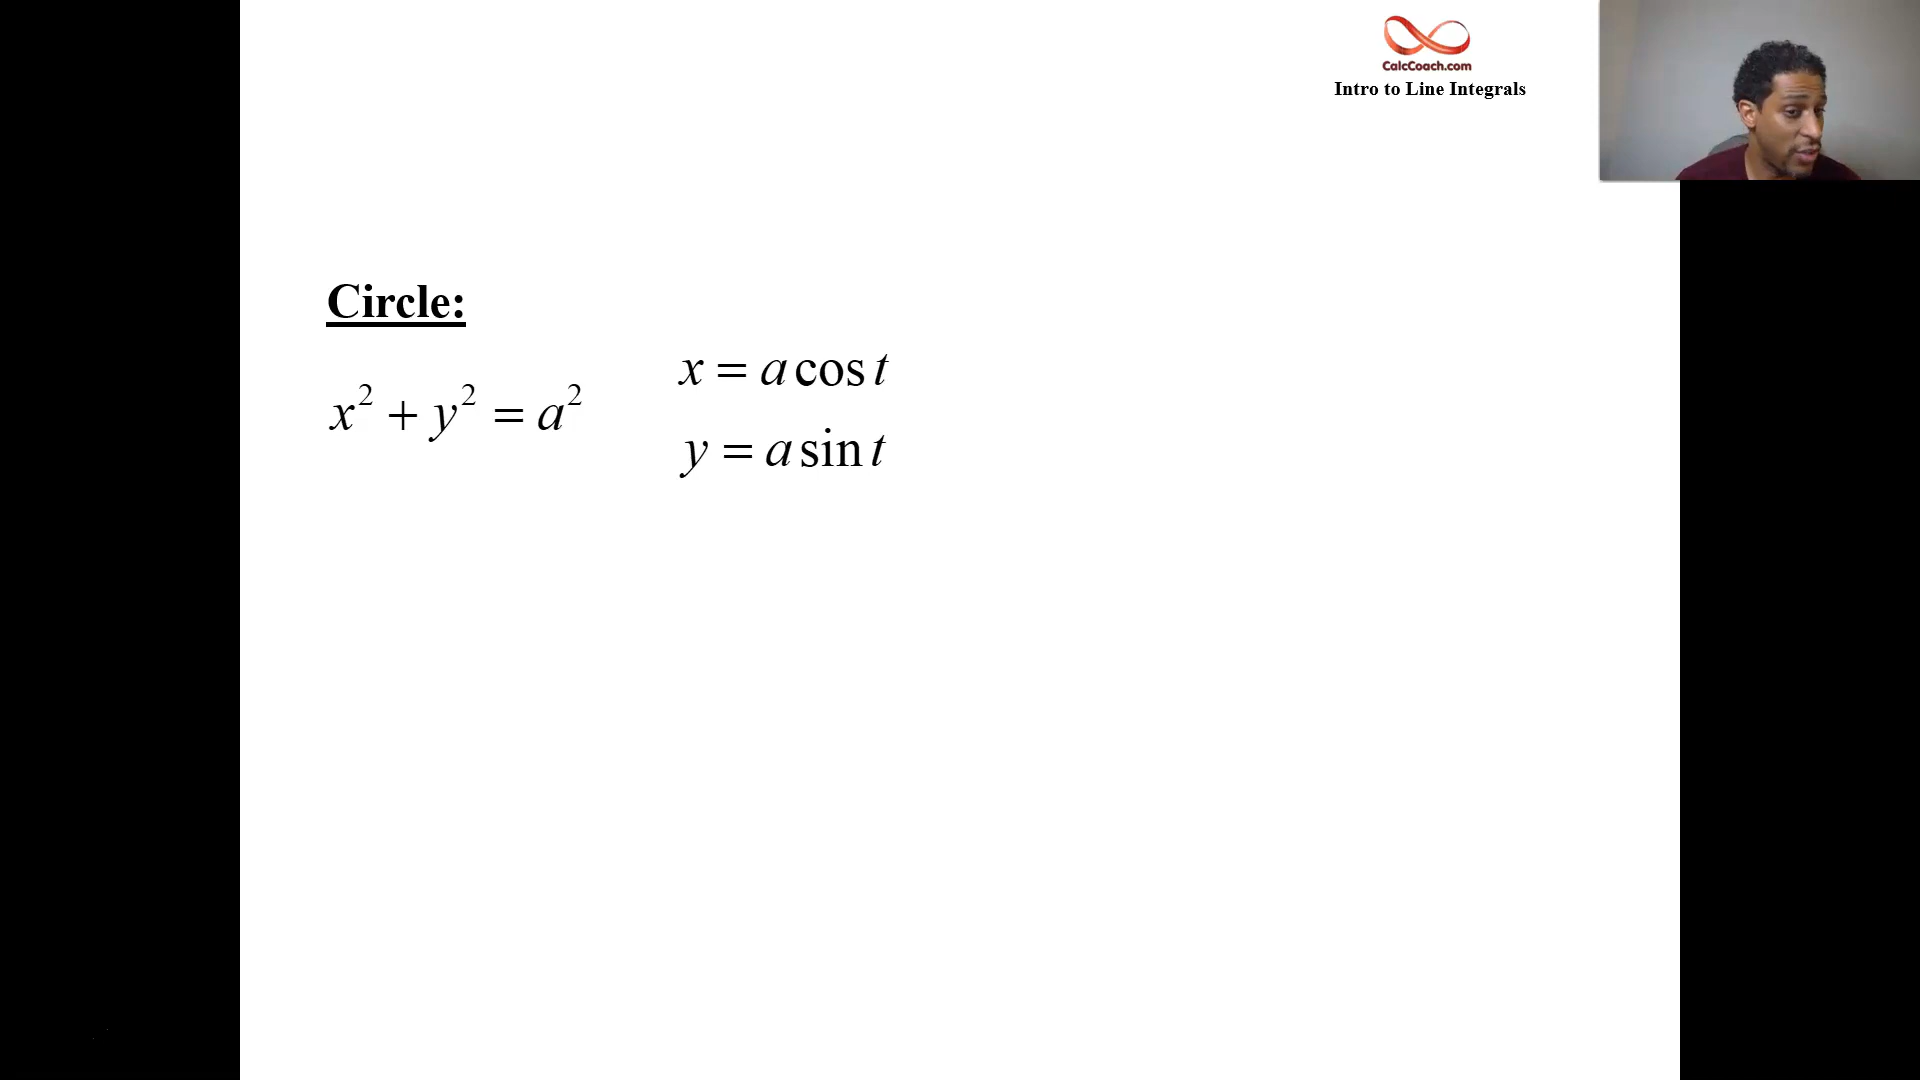 CalcCoach.com
Intro to Line Integrals
Circle:
x² + y² = a²
x = a cos t
y = a sin t